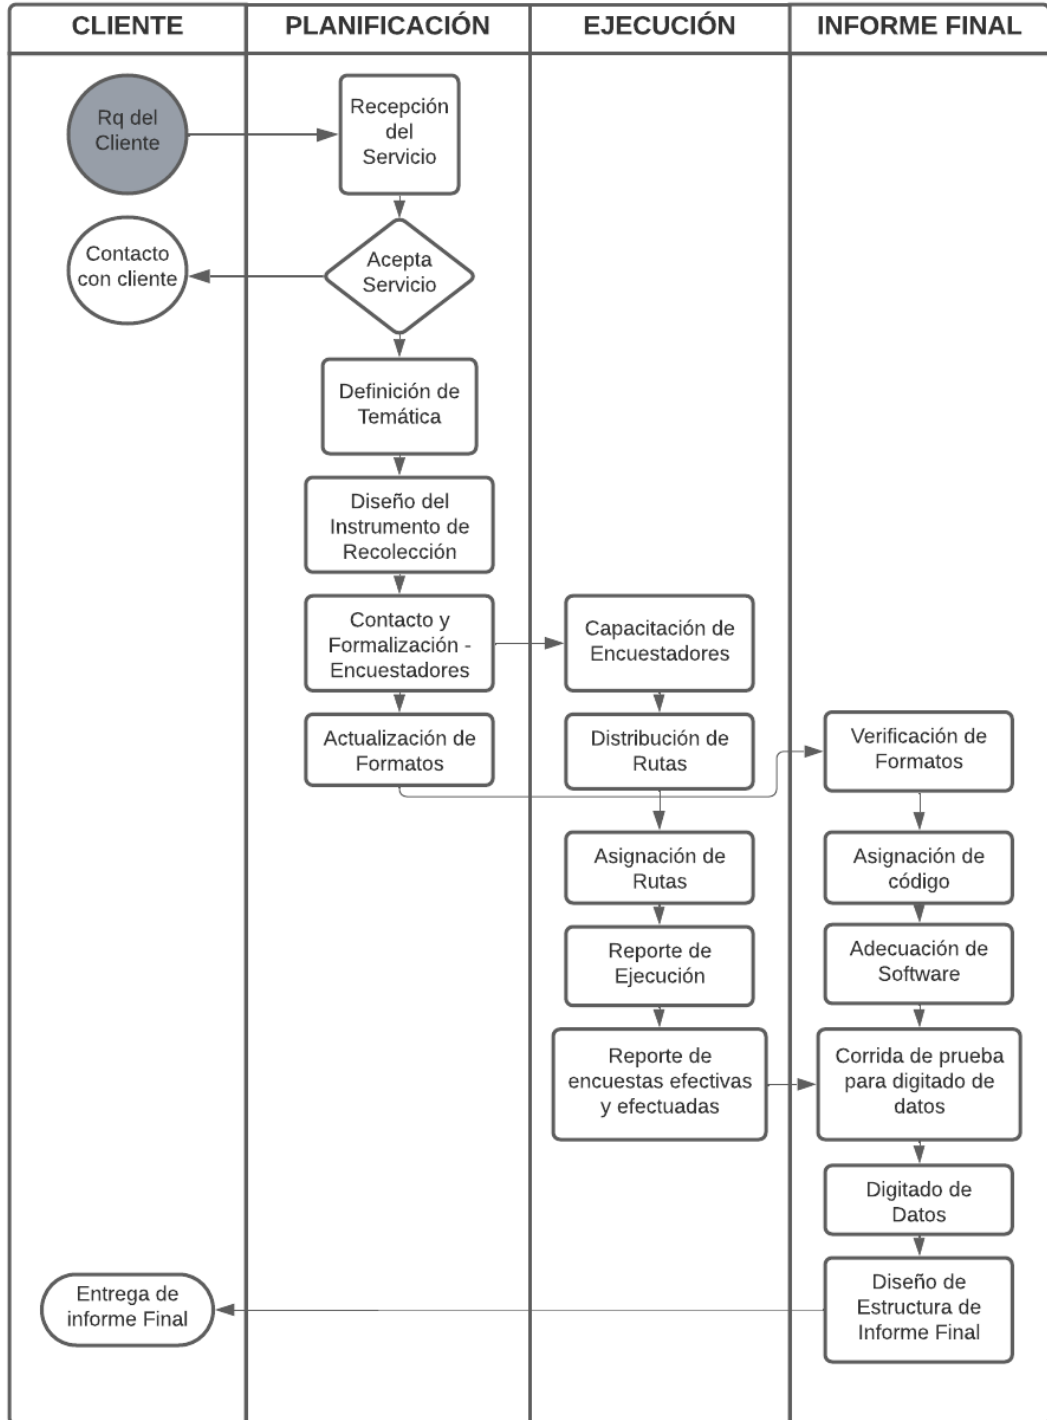 CLIENTE
PLANIFICACIÓN
EJECUCIÓN
INFORME FINAL
Rq del
Cliente
Recepción
del
Servicio
Contacto
con cliente
Acepta
Servicio
Definición de
Temática
Diseño del
Instrumento de
Recolección
Contacto y
Formalización -
Encuestadores
Capacitación de
Encuestadores
Actualización de
Formatos
Distribución de
Rutas
Verificación de
Formatos
Asignación de
Rutas
Asignación de
código
Reporte de
Ejecución
Adecuación de
Software
Reporte de
encuestas efectivas
y efectuadas
Corrida de prueba
para digitado de
datos
Digitado de
Datos
Entrega de
informe Final
Diseño de
Estructura de
Informe Final